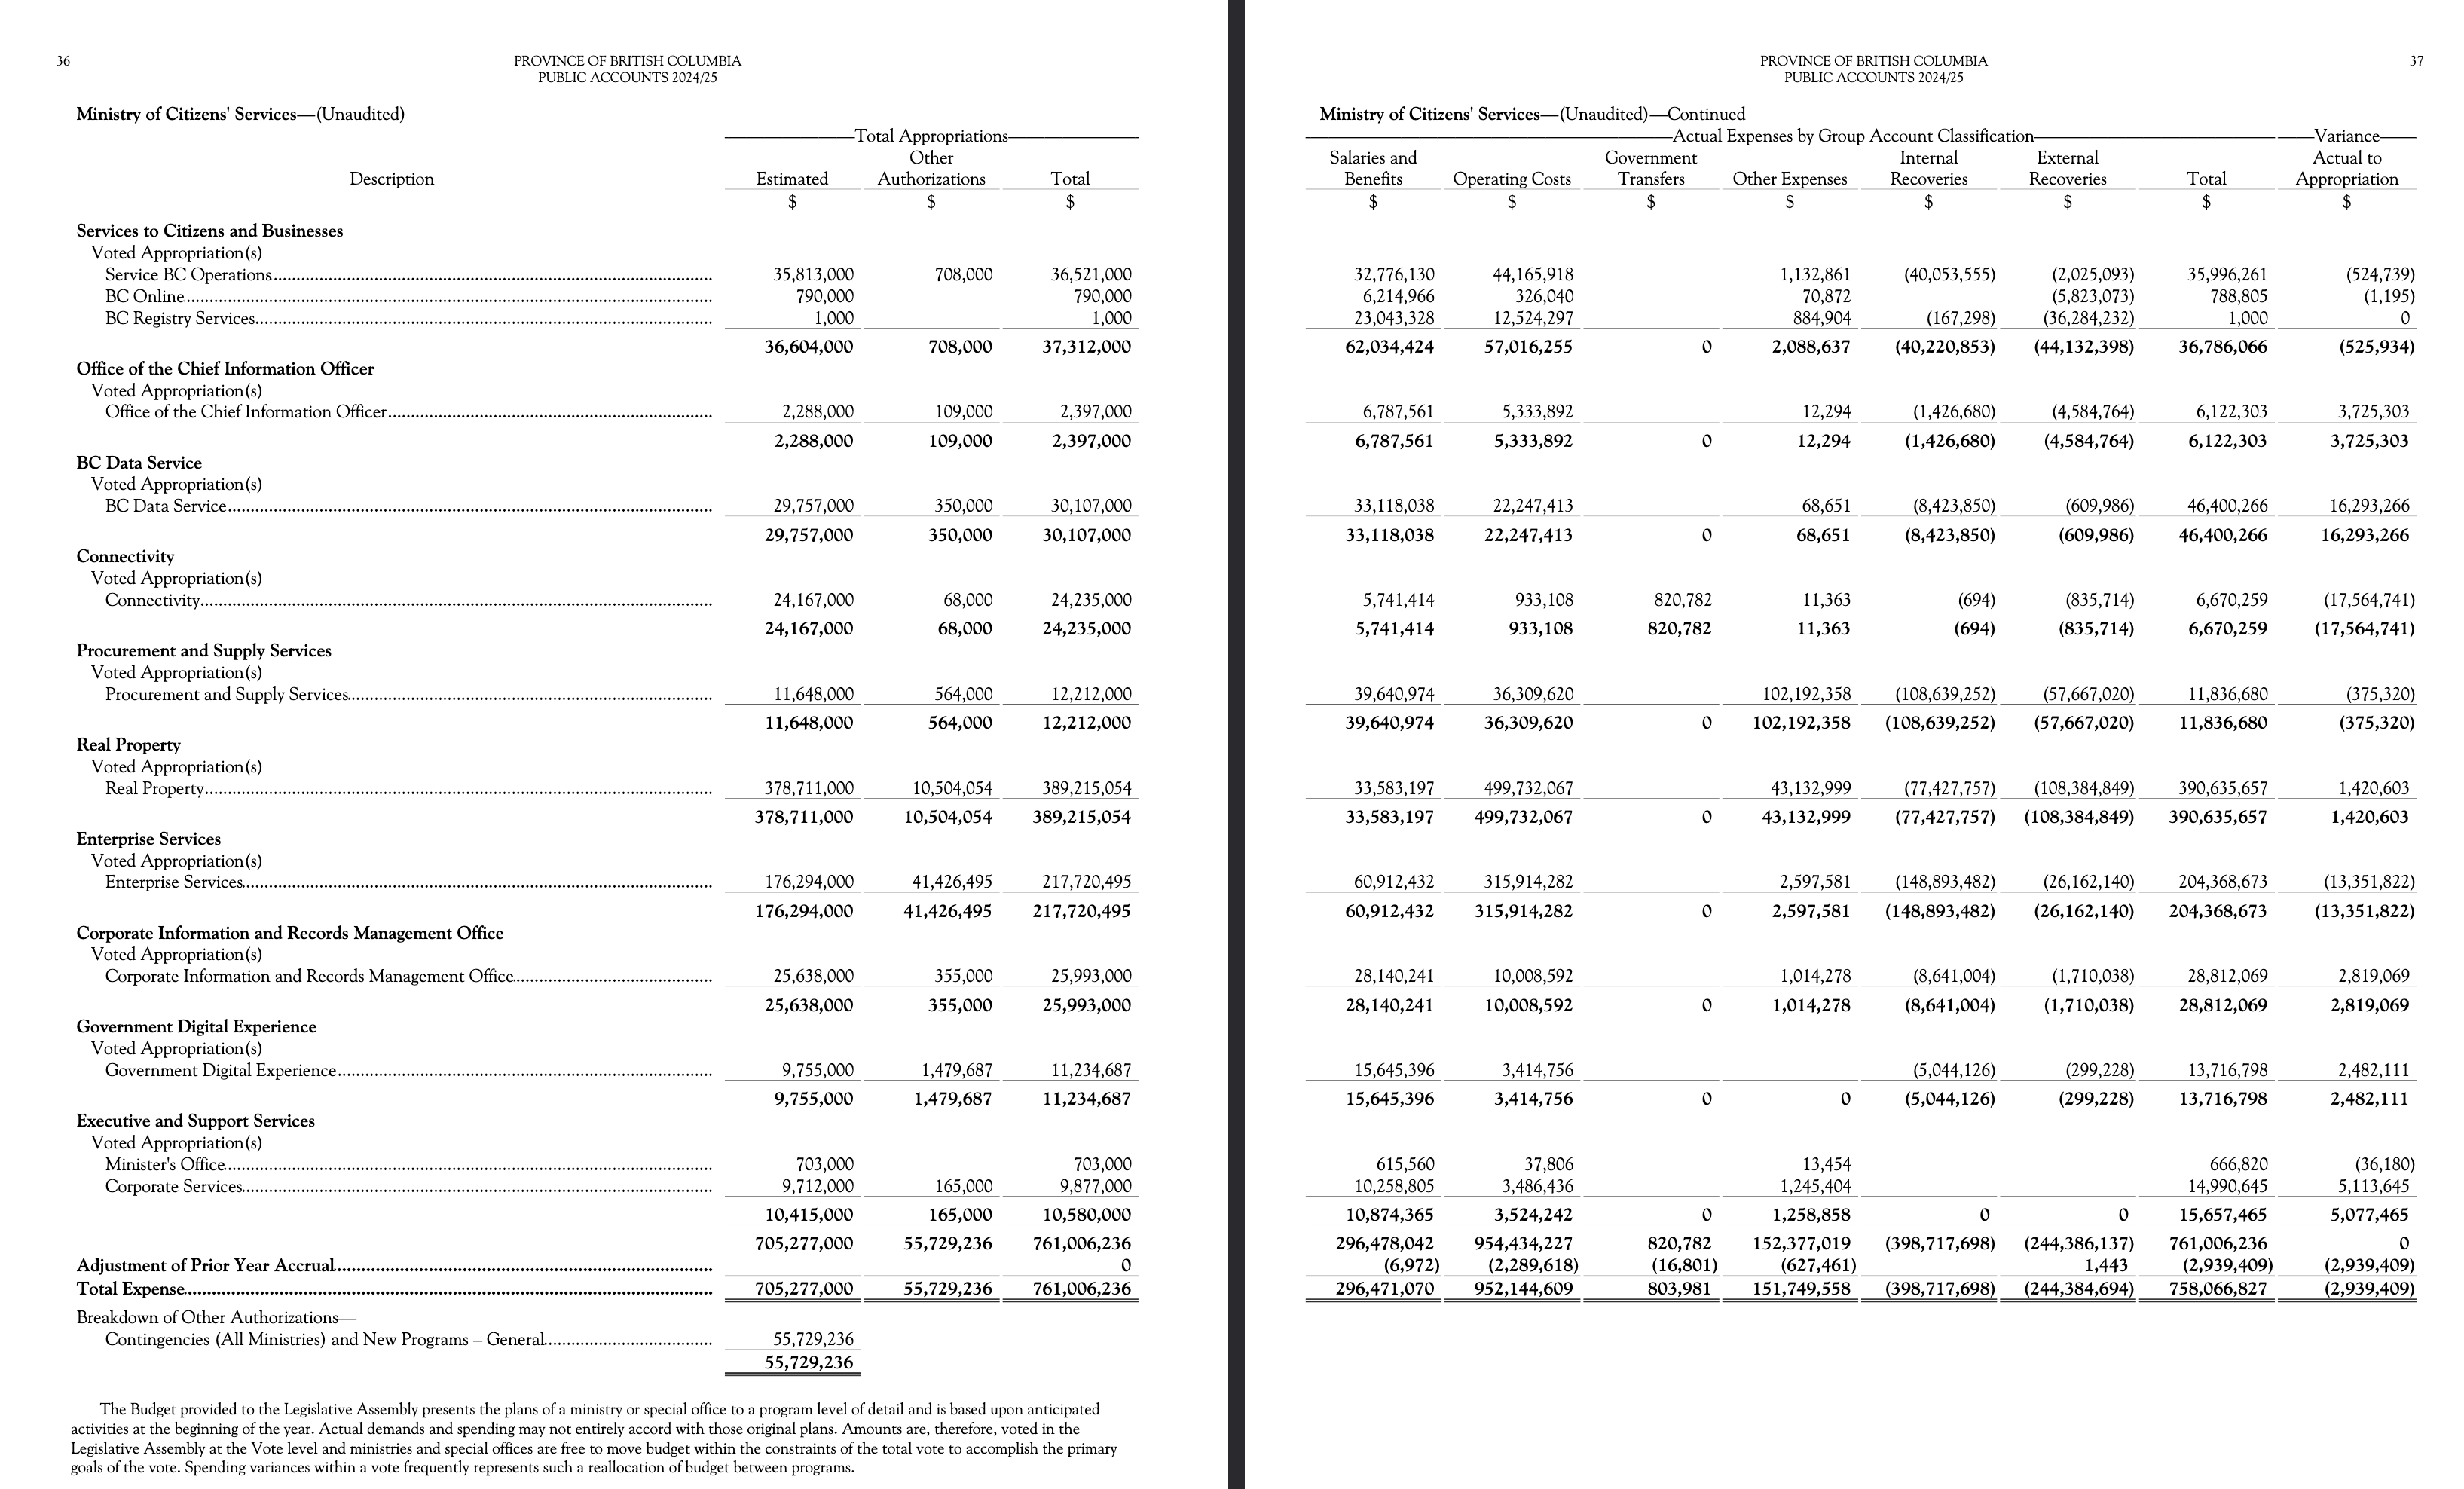 36
PROVINCE OF BRITISH COLUMBIA
PUBLIC ACCOUNTS 2024/25
Ministry of Citizens' Services—(Unaudited)
Total Appropriations
Other
Description Estimated Authorizations Total
$ $ $
Services to Citizens and Businesses
Voted Appropriation(s)
Service BC Operations 35,813,000 708,000 36,521,000
BC Online 790,000 790,000
BC Registry Services 1,000 1,000
36,604,000 708,000 37,312,000
Office of the Chief Information Officer
Voted Appropriation(s)
Office of the Chief Information Officer 2,288,000 109,000 2,397,000
2,288,000 109,000 2,397,000
BC Data Service
Voted Appropriation(s)
BC Data Service 29,757,000 350,000 30,107,000
29,757,000 350,000 30,107,000
Connectivity
Voted Appropriation(s)
Connectivity 24,167,000 68,000 24,235,000
24,167,000 68,000 24,235,000
Procurement and Supply Services
Voted Appropriation(s)
Procurement and Supply Services 11,648,000 564,000 12,212,000
11,648,000 564,000 12,212,000
Real Property
Voted Appropriation(s)
Real Property 378,711,000 10,504,054 389,215,054
378,711,000 10,504,054 389,215,054
Enterprise Services
Voted Appropriation(s)
Enterprise Services 176,294,000 41,426,495 217,720,495
176,294,000 41,426,495 217,720,495
Corporate Information and Records Management Office
Voted Appropriation(s)
Corporate Information and Records Management Office 25,638,000 355,000 25,993,000
25,638,000 355,000 25,993,000
Government Digital Experience
Voted Appropriation(s)
Government Digital Experience 9,755,000 1,479,687 11,234,687
9,755,000 1,479,687 11,234,687
Executive and Support Services
Voted Appropriation(s)
Minister's Office 703,000 703,000
Corporate Services 9,712,000 165,000 9,877,000
10,415,000 165,000 10,580,000
705,277,000 55,729,236 761,006,236
Adjustment of Prior Year Accrual 0
Total Expense 705,277,000 55,729,236 761,006,236
Breakdown of Other Authorizations—
Contingencies (All Ministries) and New Programs – General 55,729,236
55,729,236
The Budget provided to the Legislative Assembly presents the plans of a ministry or special office to a program level of detail and is based upon anticipated
activities at the beginning of the year. Actual demands and spending may not entirely accord with those original plans. Amounts are, therefore, voted in the
Legislative Assembly at the Vote level and ministries and special offices are free to move budget within the constraints of the total vote to accomplish the primary
goals of the vote. Spending variances within a vote frequently represents such a reallocation of budget between programs.
PROVINCE OF BRITISH COLUMBIA
PUBLIC ACCOUNTS 2024/25
37
Ministry of Citizens' Services—(Unaudited)—Continued
Actual Expenses by Group Account Classification Variance
Salaries and Government Internal External Actual to
Benefits Operating Costs Transfers Other Expenses Recoveries Recoveries Total Appropriation
$ $ $ $ $ $ $ $
32,776,130 44,165,918 1,132,861 (40,053,555) (2,025,093) 35,996,261 (524,739)
6,214,966 326,040 70,872 (5,823,073) 788,805 (1,195)
23,043,328 12,524,297 884,904 (167,298) (36,284,232) 1,000 0
62,034,424 57,016,255 0 2,088,637 (40,220,853) (44,132,398) 36,786,066 (525,934)
6,787,561 5,333,892 12,294 (1,426,680) (4,584,764) 6,122,303 3,725,303
6,787,561 5,333,892 0 12,294 (1,426,680) (4,584,764) 6,122,303 3,725,303
33,118,038 22,247,413 68,651 (8,423,850) (609,986) 46,400,266 16,293,266
33,118,038 22,247,413 0 68,651 (8,423,850) (609,986) 46,400,266 16,293,266
5,741,414 933,108 820,782 11,363 (694) (835,714) 6,670,259 (17,564,741)
5,741,414 933,108 820,782 11,363 (694) (835,714) 6,670,259 (17,564,741)
39,640,974 36,309,620 102,192,358 (108,639,252) (57,667,020) 11,836,680 (375,320)
39,640,974 36,309,620 0 102,192,358 (108,639,252) (57,667,020) 11,836,680 (375,320)
33,583,197 499,732,067 43,132,999 (77,427,757) (108,384,849) 390,635,657 1,420,603
33,583,197 499,732,067 0 43,132,999 (77,427,757) (108,384,849) 390,635,657 1,420,603
60,912,432 315,914,282 2,597,581 (148,893,482) (26,162,140) 204,368,673 (13,351,822)
60,912,432 315,914,282 0 2,597,581 (148,893,482) (26,162,140) 204,368,673 (13,351,822)
28,140,241 10,008,592 1,014,278 (8,641,004) (1,710,038) 28,812,069 2,819,069
28,140,241 10,008,592 0 1,014,278 (8,641,004) (1,710,038) 28,812,069 2,819,069
15,645,396 3,414,756 (5,044,126) (299,228) 13,716,798 2,482,111
15,645,396 3,414,756 0 0 (5,044,126) (299,228) 13,716,798 2,482,111
615,560 37,806 13,454 666,820 (36,180)
10,258,805 3,486,436 1,245,404 14,990,645 5,113,645
10,874,365 3,524,242 0 1,258,858 0 0 15,657,465 5,077,465
296,478,042 954,434,227 820,782 152,377,019 (398,717,698) (244,386,137) 761,006,236 0
(6,972) (2,289,618) (16,801) (627,461) 1,443 (2,939,409) (2,939,409)
296,471,070 952,144,609 803,981 151,749,558 (398,717,698) (244,384,694) 758,066,827 (2,939,409)